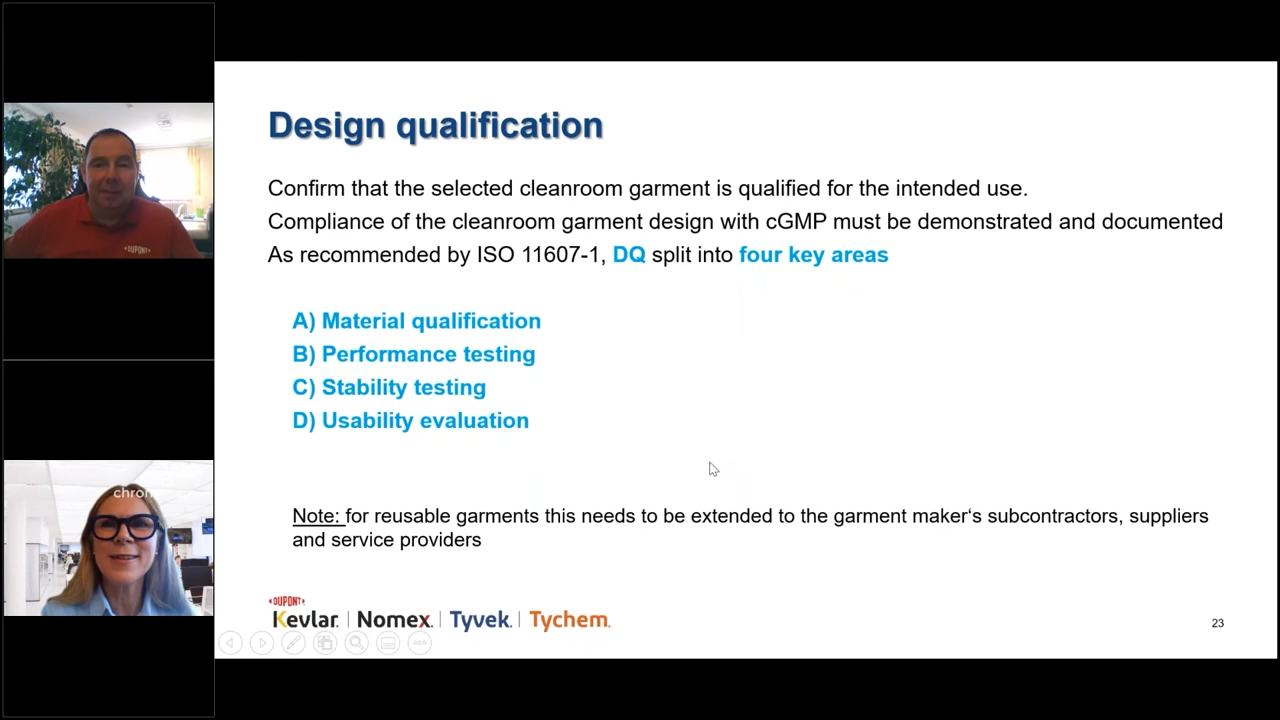 Design qualification
Confirm that the selected cleanroom garment is qualified for the intended use.
Compliance of the cleanroom garment design with cGMP must be demonstrated and documented
As recommended by ISO 11607-1, DQ split into four key areas
A) Material qualification
B) Performance testing
C) Stability testing
D) Usability evaluation
Note: for reusable garments this needs to be extended to the garment maker‘s subcontractors, suppliers
and service providers
DUPONT
Kevlar. | Nomex. | Tyvek. | Tychem.
23
DUPONT